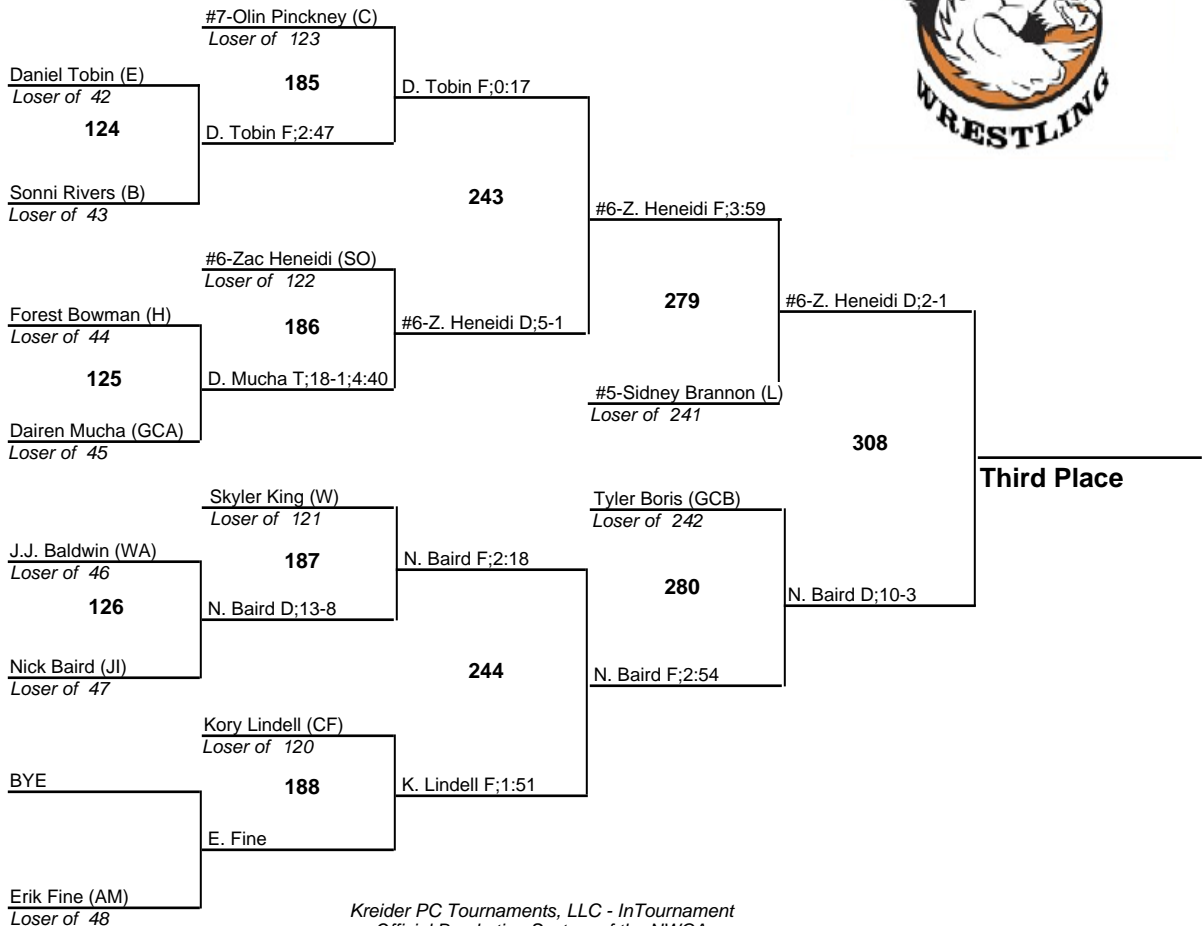 #7-Olin Pinckney (C)
Loser of 123
Daniel Tobin (E)
Loser of 42
185
D. Tobin F;0:17
124
D. Tobin F;2:47
WRESTLING
Sonni Rivers (B)
Loser of 43
243
#6-Z. Heneidi F;3:59
#6-Zac Heneidi (SO)
Loser of 122
Forest Bowman (H)
Loser of 44
186
#6-Z. Heneidi D;5-1
279
#6-Z. Heneidi D;2-1
125
D. Mucha T;18-1;4:40
#5-Sidney Brannon (L)
Loser of 241
Dairen Mucha (GCA)
Loser of 45
308
Third Place
Skyler King (W)
Loser of 121
Tyler Boris (GCB)
Loser of 242
J.J. Baldwin (WA)
Loser of 46
187
N. Baird F;2:18
280
N. Baird D;10-3
126
N. Baird D;13-8
Nick Baird (JI)
Loser of 47
244
N. Baird F;2:54
Kory Lindell (CF)
Loser of 120
BYE
188
K. Lindell F;1:51
E. Fine
Erik Fine (AM)
Loser of 48
Kreider PC Tournaments, LLC - InTournament